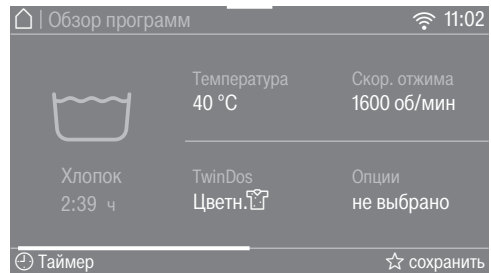 Обзор программ
11:02
Температура
40 °C
Скор. отжима
1600 об/мин
Хлопок
2:39 ч
TwinDos
Цветн.
Опции
не выбрано
Таймер
сохранить